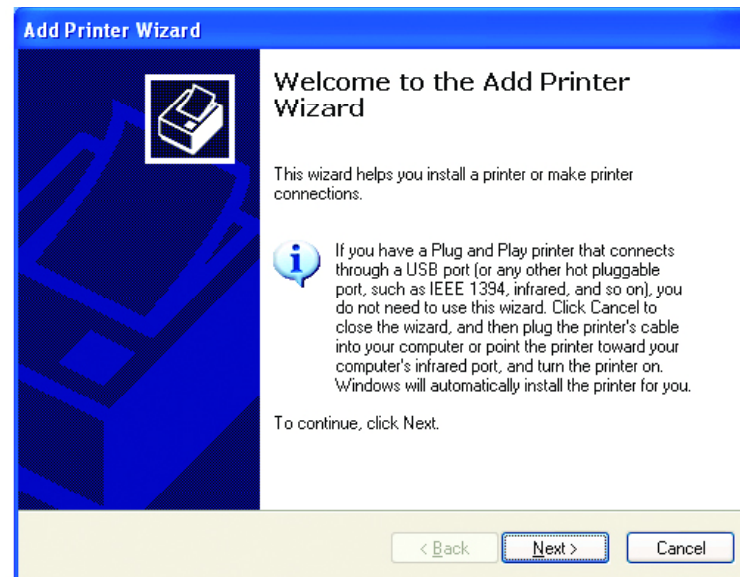 Add Printer Wizard
Welcome to the Add Printer
Wizard
This wizard helps you install a printer or make printer
connections.
If you have a Plug and Play printer that connects
through a USB port (or any other hot pluggable
port, such as IEEE 1394, infrared, and so on), you
do not need to use this wizard. Click Cancel to
close the wizard, and then plug the printer's cable
into your computer or point the printer toward your
computer's infrared port, and turn the printer on.
Windows will automatically install the printer for you.
To continue, click Next.
< Back Next > Cancel